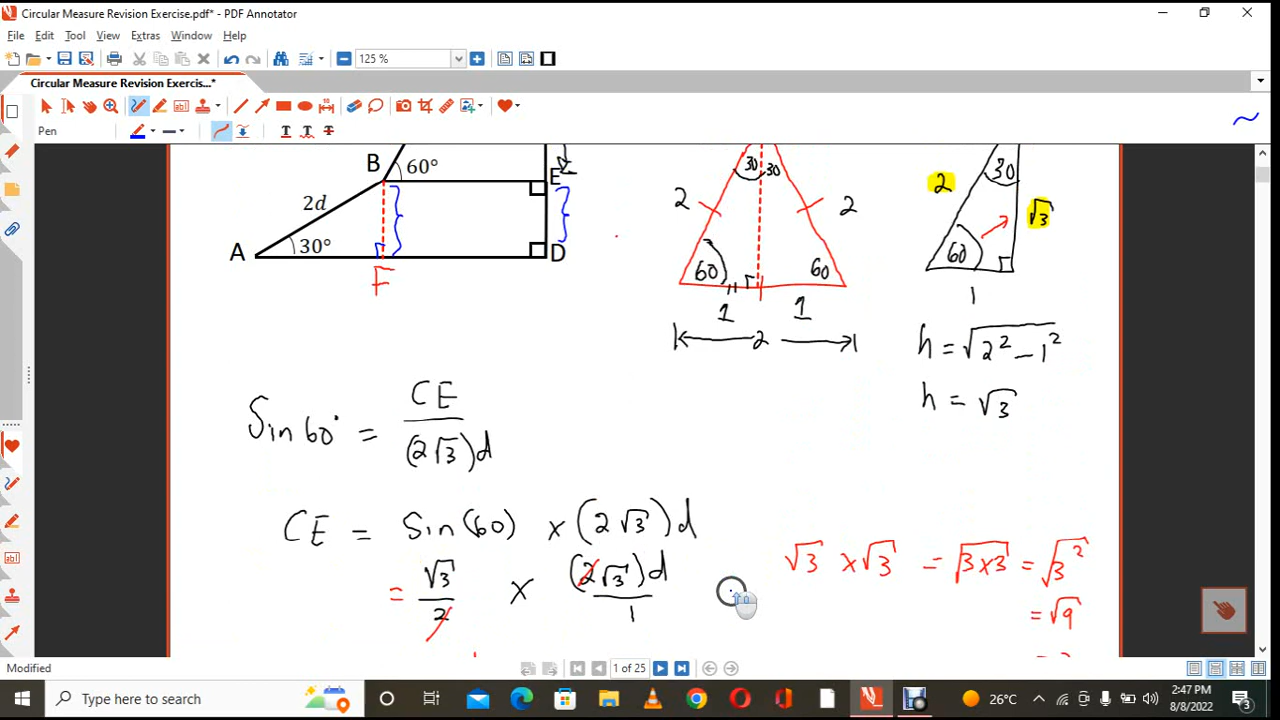 Circular Measure Revision Exercise.pdf* - PDF Annotator
File Edit Tool View Extras Window Help
125 %
Circular Measure Revision Exercis...*
Pen
T T T
B 60° E
2d
A 30° D
F
30 30
2 2
60 60
1 1
2
2 30 √3
60
1
h = √2² − 1²
h = √3
Sin 60° = CE / (2√3)d
CE = Sin(60) × (2√3)d
= √3/2 × (2√3)d/1
√3 × √3 = √3×3 = √3²
= √9
1 of 25
Modified
Type here to search
26°C
2:47 PM
8/8/2022
3